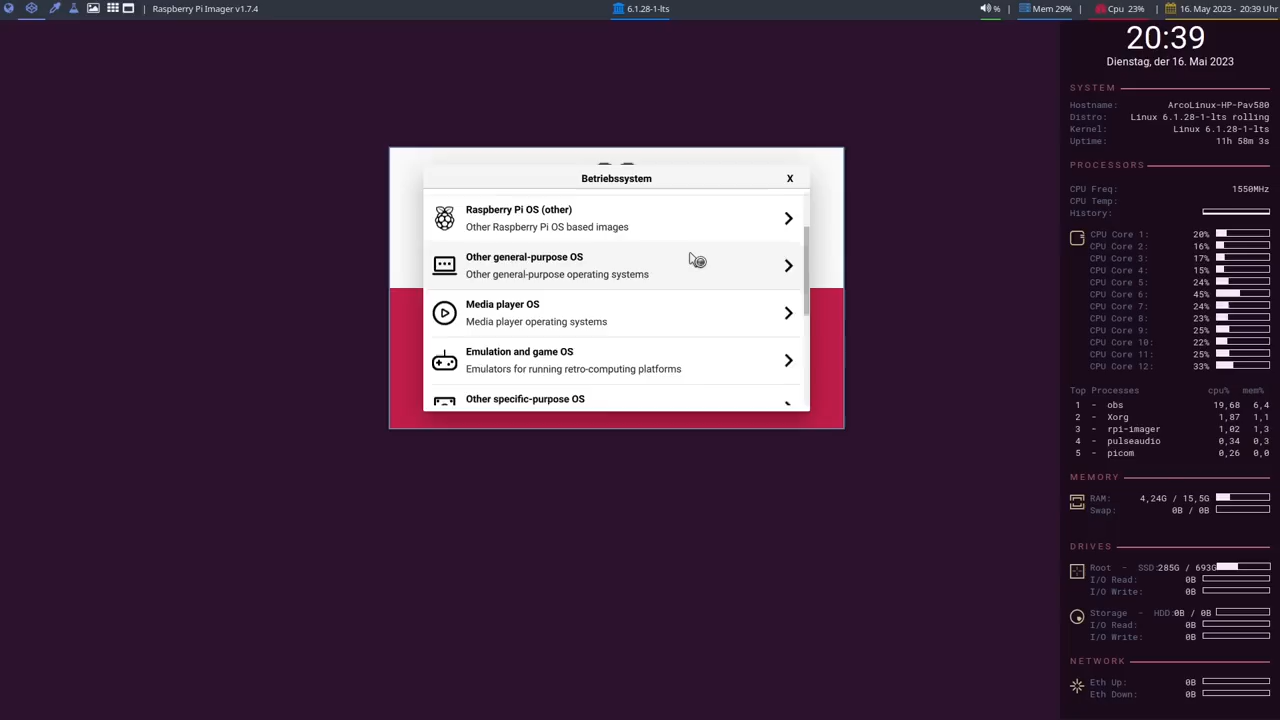 Raspberry Pi Imager v1.7.4
6.1.28-1-lts
% | Mem 29% | Cpu 23% | 16. May 2023 - 20:39 Uhr
20:39
Dienstag, der 16. Mai 2023
SYSTEM
Hostname: ArcoLinux-HP-Pav580
Distro: Linux 6.1.28-1-lts rolling
Kernel: Linux 6.1.28-1-lts
Uptime: 11h 58m 3s
PROCESSORS
CPU Freq: 1550MHz
CPU Temp:
History:
CPU Core 1: 20%
CPU Core 2: 16%
CPU Core 3: 17%
CPU Core 4: 15%
CPU Core 5: 24%
CPU Core 6: 45%
CPU Core 7: 24%
CPU Core 8: 23%
CPU Core 9: 25%
CPU Core 10: 22%
CPU Core 11: 25%
CPU Core 12: 33%
Top Processes cpu% mem%
1 - obs 19,68 6,4
2 - Xorg 1,87 1,1
3 - rpi-imager 1,02 1,3
4 - pulseaudio 0,34 0,3
5 - picom 0,26 0,0
MEMORY
RAM: 4,24G / 15,5G
Swap: 0B / 0B
DRIVES
Root - SSD:285G / 693G
I/O Read: 0B
I/O Write: 0B
Storage - HDD:0B / 0B
I/O Read: 0B
I/O Write: 0B
NETWORK
Eth Up: 0B
Eth Down: 0B
Betriebssystem X
Raspberry Pi OS (other)
Other Raspberry Pi OS based images
Other general-purpose OS
Other general-purpose operating systems
Media player OS
Media player operating systems
Emulation and game OS
Emulators for running retro-computing platforms
Other specific-purpose OS